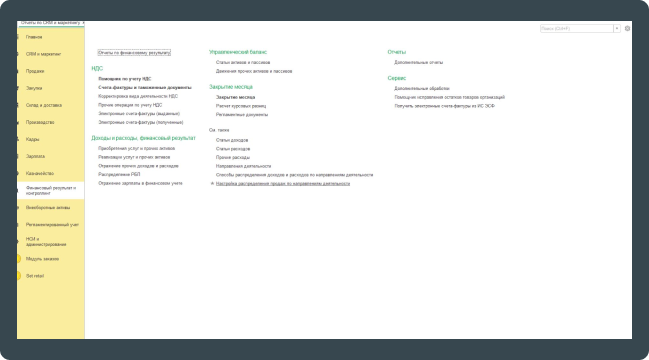 Отчеты по CRM и маркетингу
Поиск (Ctrl+F)
Главное
CRM и маркетинг
Продажи
Закупки
Склад и доставка
Производство
Кадры
Зарплата
Казначейство
Финансовый результат и
контроллинг
Внеоборотные активы
Регламентированный учет
НСИ и
администрирование
Модуль заказов
Set retail
Отчеты по финансовому результату
НДС
Помощник по учету НДС
Счета-фактуры и таможенные документы
Корректировка вида деятельности НДС
Прочие операции по учету НДС
Электронные счета-фактуры (выданные)
Электронные счета-фактуры (полученные)
Доходы и расходы, финансовый результат
Приобретения услуг и прочих активов
Реализации услуг и прочих активов
Отражение прочих доходов и расходов
Распределение РБП
Отражение зарплаты в финансовом учете
Управленческий баланс
Статьи активов и пассивов
Движения прочих активов и пассивов
Закрытие месяца
Закрытие месяца
Расчет курсовых разниц
Регламентные документы
См. также
Статьи доходов
Статьи расходов
Прочие расходы
Направления деятельности
Способы распределения доходов и расходов по направлениям деятельности
Настройка распределения продаж по направлениям деятельности
Отчеты
Дополнительные отчеты
Сервис
Дополнительные обработки
Помощник исправления остатков товаров организаций
Получить электронные счета-фактуры из ИС ЭСФ